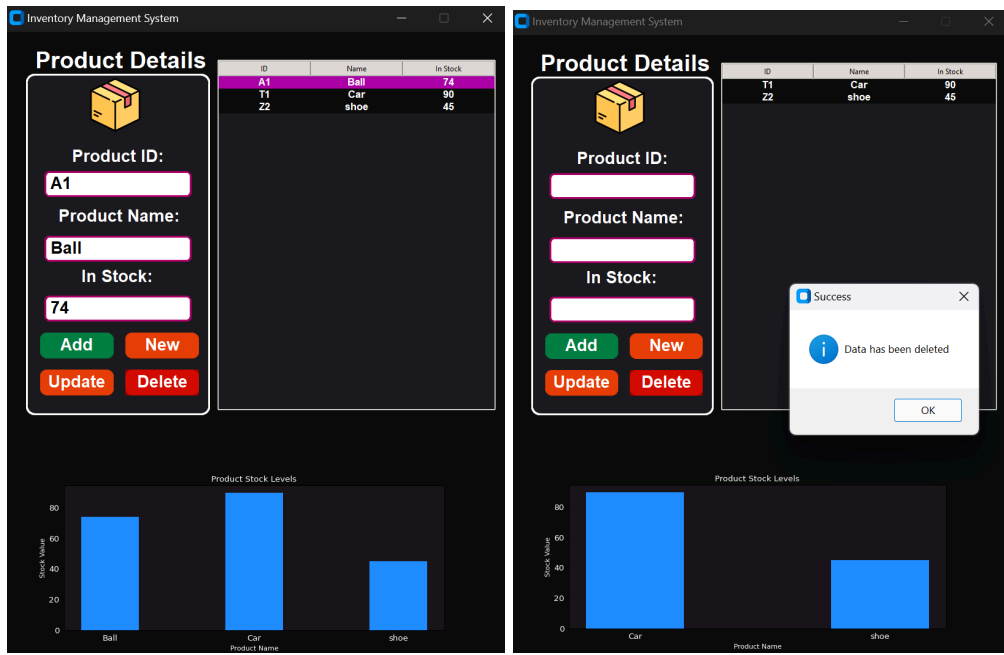 Inventory Management System
Product Details
ID Name In Stock
A1 Ball 74
T1 Car 90
Z2 shoe 45
Product ID:
A1
Product Name:
Ball
In Stock:
74
Add New
Update Delete
Product Stock Levels
Stock Value
80
60
40
20
0
Ball Car shoe
Product Name
Inventory Management System
Product Details
ID Name In Stock
T1 Car 90
Z2 shoe 45
Product ID:
Product Name:
In Stock:
Add New
Update Delete
Success
i
Data has been deleted
OK
Product Stock Levels
Stock Value
80
60
40
20
0
Car shoe
Product Name